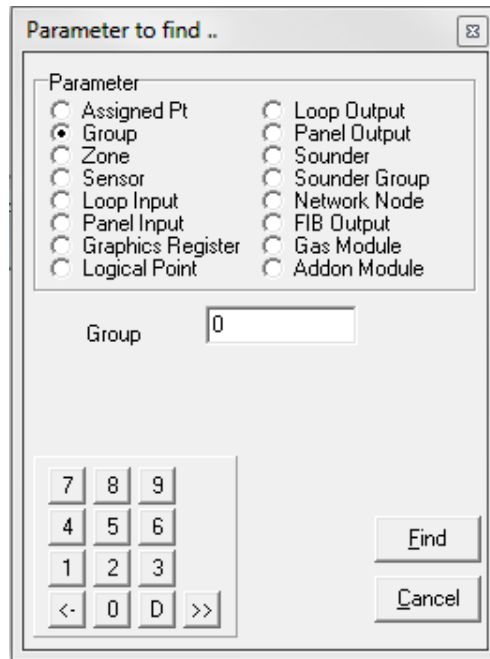 Parameter to find ..
Parameter
Assigned Pt
Group
Zone
Sensor
Loop Input
Panel Input
Graphics Register
Logical Point
Loop Output
Panel Output
Sounder
Sounder Group
Network Node
FIB Output
Gas Module
Addon Module
Group 0
7 8 9
4 5 6
1 2 3
<- 0 D >>
Find
Cancel